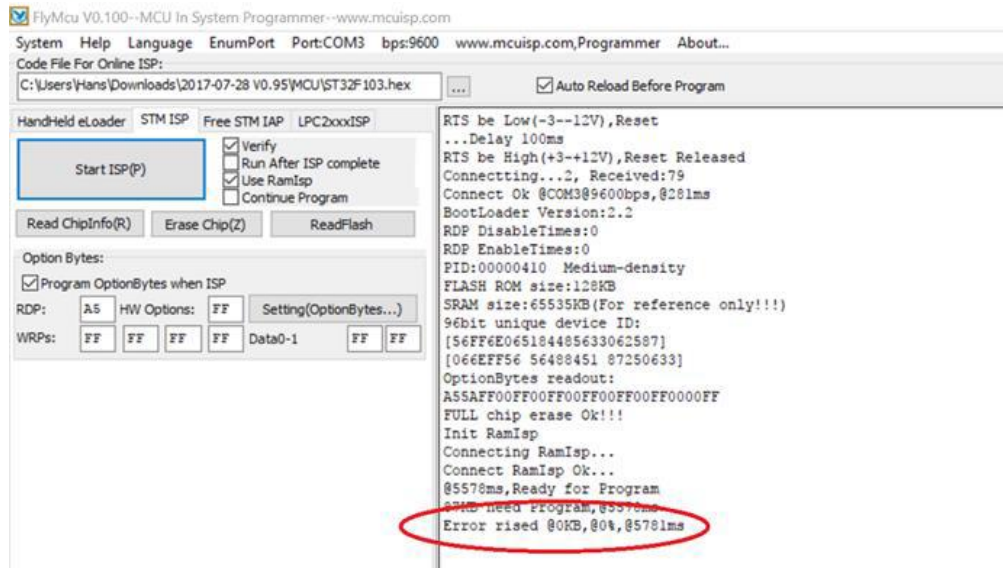 FlyMcu V0.100--MCU In System Programmer--www.mcuisp.com
System Help Language EnumPort Port:COM3 bps:9600 www.mcuisp.com,Programmer About...
Code File For Online ISP:
C:\Users\Hans\Downloads\2017-07-28 V0.95\MCU\ST32F103.hex ... Auto Reload Before Program
HandHeld eLoader STM ISP Free STM IAP LPC2xxxISP
Start ISP(P)
Verify
Run After ISP complete
Use RamIsp
Continue Program
Read ChipInfo(R) Erase Chip(Z) ReadFlash
Option Bytes:
Program OptionBytes when ISP
RDP: A5 HW Options: FF Setting(OptionBytes...)
WRPs: FF FF FF FF Data0-1 FF FF
RTS be Low(-3--12V),Reset
...Delay 100ms
RTS be High(+3-+12V),Reset Released
Connectting...2, Received:79
Connect Ok @COM3@9600bps,@281ms
BootLoader Version:2.2
RDP DisableTimes:0
RDP EnableTimes:0
PID:00000410 Medium-density
FLASH ROM size:128KB
SRAM size:65535KB(For reference only!!!)
96bit unique device ID:
[56FF6E065184485633062587]
[066EFF56 56488451 87250633]
OptionBytes readout:
A55AFF00FF00FF00FF00FF00FF0000FF
FULL chip erase Ok!!!
Init RamIsp
Connecting RamIsp...
Connect RamIsp Ok...
@5578ms,Ready for Program
87KB need Program,@5578ms
Error rised @0KB,@0%,@5781ms